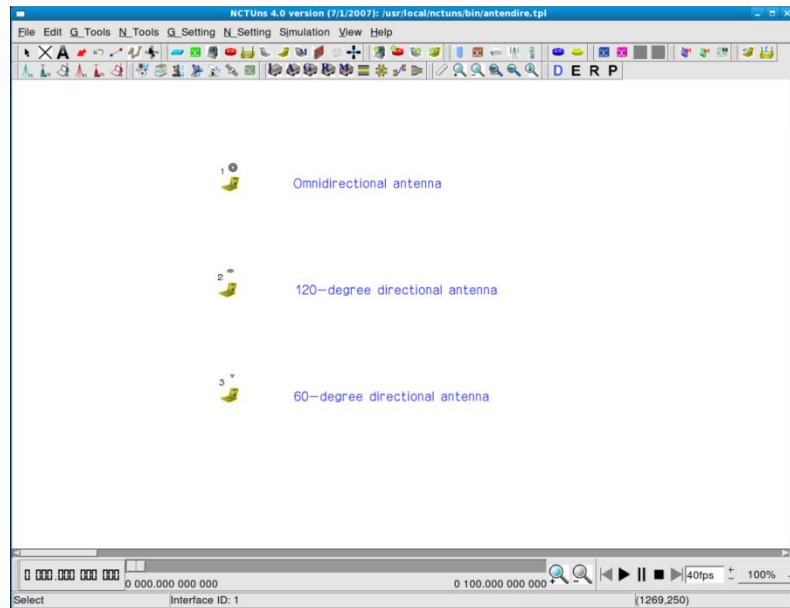 NCTUns 4.0 version (7/1/2007): /usr/local/nctuns/bin/antendire.tpl
File Edit G_Tools N_Tools G_Setting N_Setting Simulation View Help
D E R P
1
Omnidirectional antenna
2
120-degree directional antenna
3
60-degree directional antenna
0 000.000 000 000
0 000.000 000 000
0 100.000 000 000
40fps
100%
Select
Interface ID: 1
(1269,250)